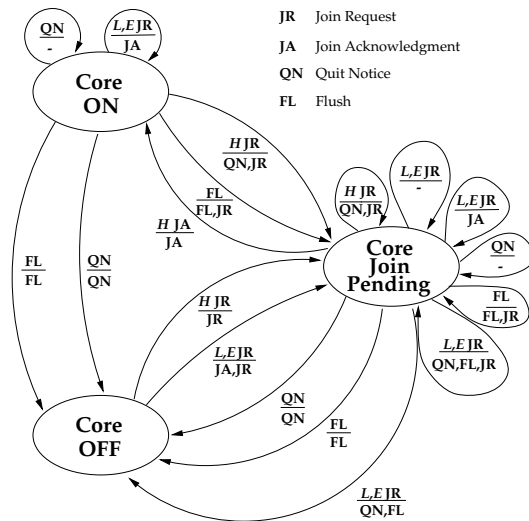 QN
-
L,E JR
JA
JR Join Request
JA Join Acknowledgment
QN Quit Notice
FL Flush
Core
ON
H JR
QN,JR
FL
FL,JR
H JA
JA
H JR
QN,JR
L,E JR
-
L,E JR
JA
QN
-
FL
FL,JR
L,E JR
QN,FL,JR
Core
Join
Pending
FL
FL
QN
QN
H JR
JR
L,E JR
JA,JR
QN
QN
FL
FL
Core
OFF
L,E JR
QN,FL